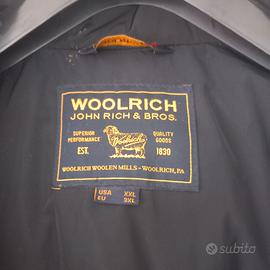 WOOLRICH
JOHN RICH & BROS.
SUPERIOR PERFORMANCE
QUALITY GOODS
Woolrich
EST. 1830
WOOLRICH WOOLEN MILLS - WOOLRICH, PA
USA XXL
EU 3XL
subito